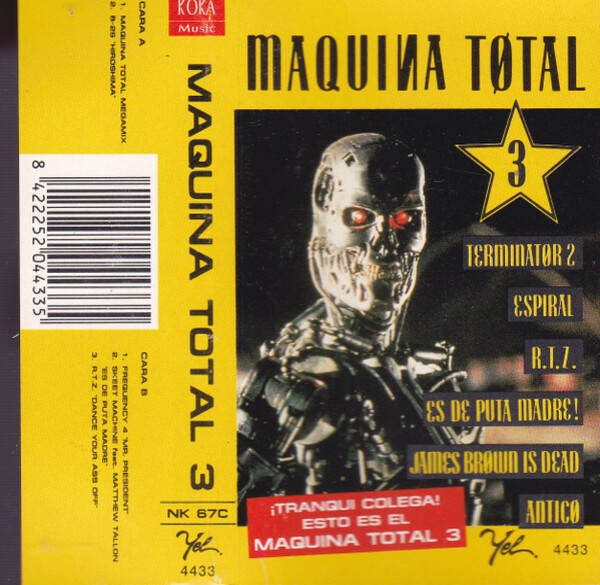 CARA A
1. MAQUINA TOTAL MEGAMIX
2. B-29 "HIROSHIMA"
8 422252 044335
CARA B
1. FREQUENCY 4 "MR. PRESIDENT"
2. SKEET MACHINE feat. MATTHEW TALLON
"ES DE PUTA MADRE"
3. R.T.Z. "DANCE YOUR ASS OFF"
KOKA
Music
MAQUINA TOTAL 3
NK 67C
Yel.
4433
MAQUINA TØTAL
3
TERMINATØR 2
ESPIRAL
R.T.Z.
ES DE PUTA MADRE!
JAMES BRØWN IS DEAD
ANTICØ
¡TRANQUI COLEGA!
ESTO ES EL
MAQUINA TOTAL 3
Yel.
4433